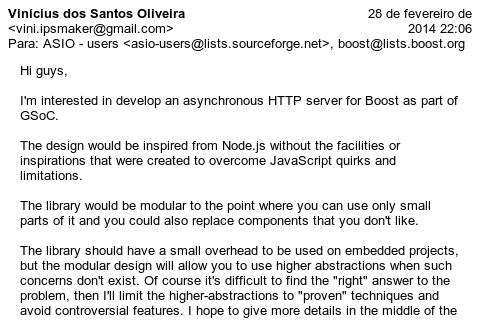 Vinícius dos Santos Oliveira 28 de fevereiro de
<vini.ipsmaker@gmail.com> 2014 22:06
Para: ASIO - users <asio-users@lists.sourceforge.net>, boost@lists.boost.org
Hi guys,
I'm interested in develop an asynchronous HTTP server for Boost as part of
GSoC.
The design would be inspired from Node.js without the facilities or
inspirations that were created to overcome JavaScript quirks and
limitations.
The library would be modular to the point where you can use only small
parts of it and you could also replace components that you don't like.
The library should have a small overhead to be used on embedded projects,
but the modular design will allow you to use higher abstractions when such
concerns don't exist. Of course it's difficult to find the "right" answer to the
problem, then I'll limit the higher-abstractions to "proven" techniques and
avoid controversial features. I hope to give more details in the middle of the